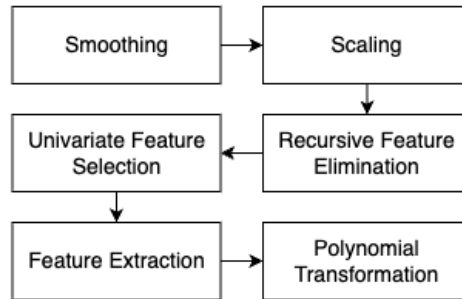 Smoothing
Scaling
Univariate Feature
Selection
Recursive Feature
Elimination
Feature Extraction
Polynomial
Transformation